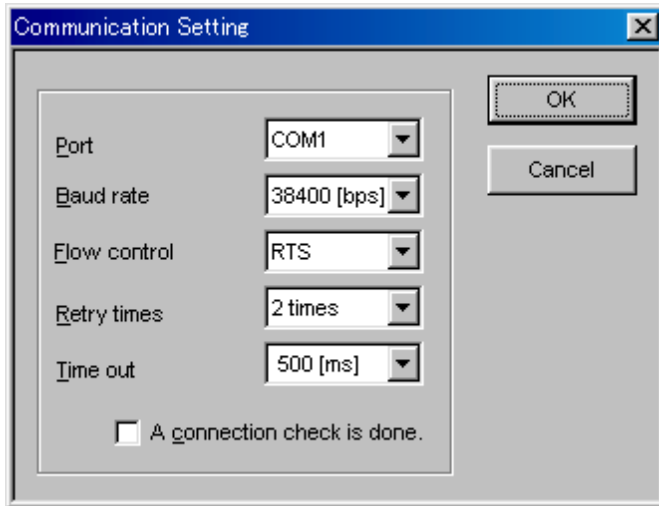 Communication Setting
OK
Port COM1
Cancel
Baud rate 38400 [bps]
Flow control RTS
Retry times 2 times
Time out 500 [ms]
A connection check is done.